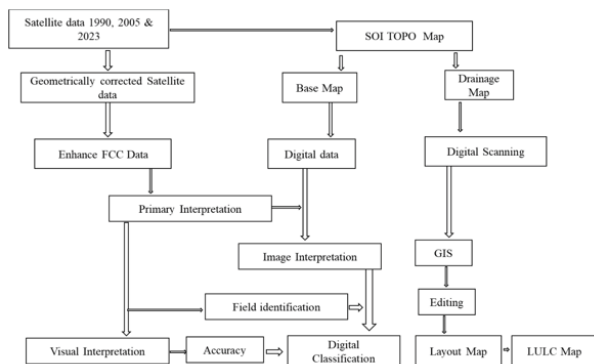 Satellite data 1990, 2005 &
2023
SOI TOPO Map
Geometrically corrected Satellite
data
Base Map
Drainage
Map
Enhance FCC Data
Digital data
Digital Scanning
Primary Interpretation
Image Interpretation
GIS
Field identification
Editing
Visual Interpretation
Accuracy
Digital
Classification
Layout Map
LULC Map